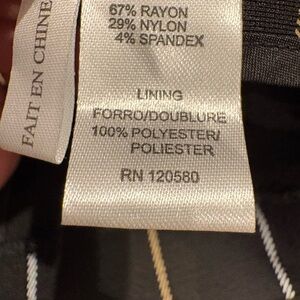 67% RAYON
29% NYLON
4% SPANDEX
LINING
FORRO/DOUBLURE
100% POLYESTER/
POLIESTER
RN 120580
FAIT EN CHINE